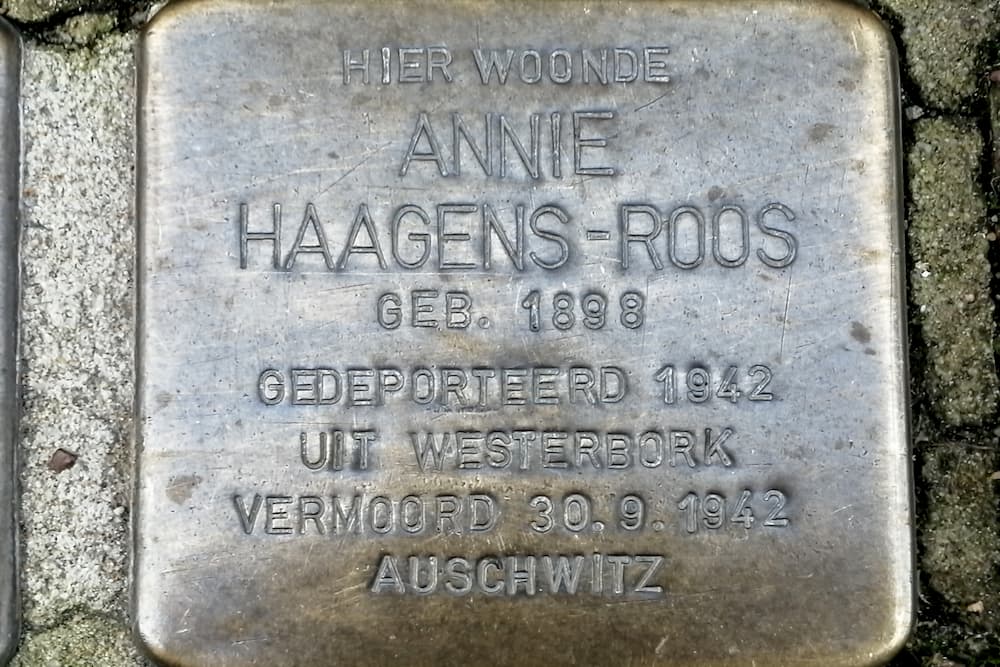 HIER WOONDE
ANNIE
HAAGENS-ROOS
GEB. 1898
GEDEPORTEERD 1942
UIT WESTERBORK
VERMOORD 30.9.1942
AUSCHWITZ